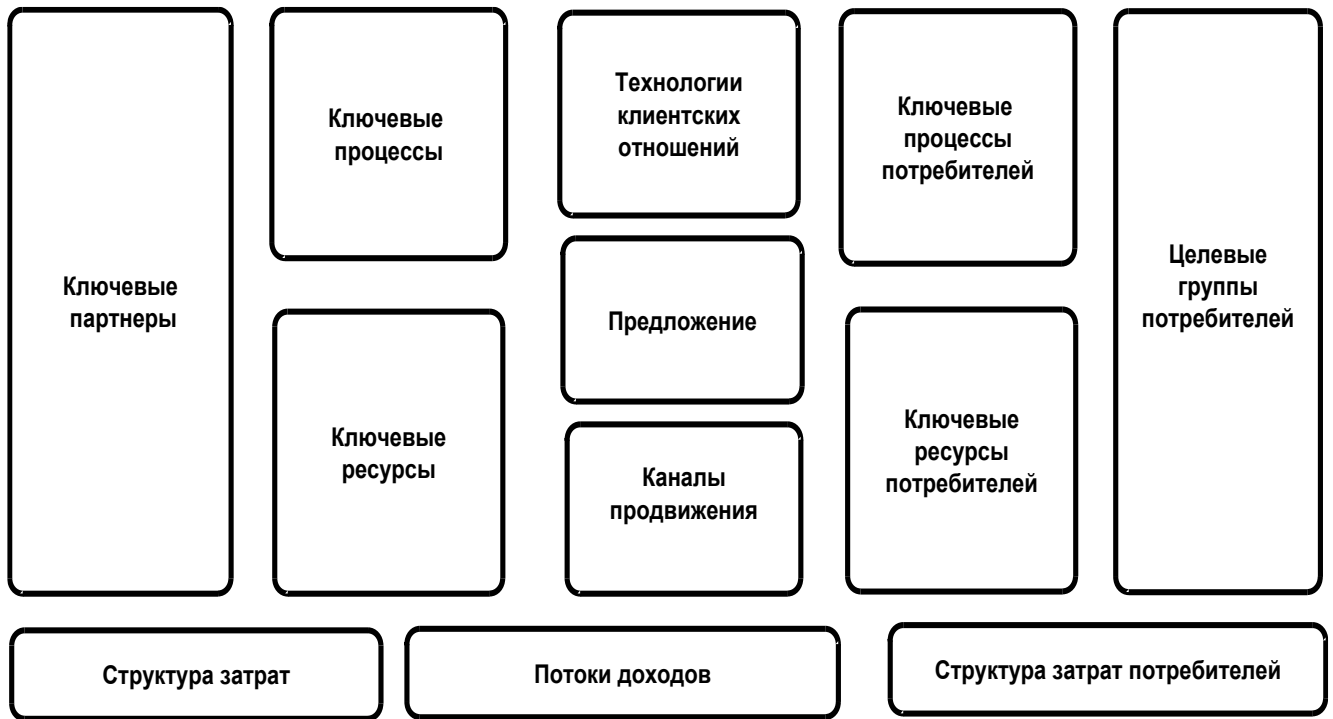 Ключевые
партнеры
Ключевые
процессы
Ключевые
ресурсы
Технологии
клиентских
отношений
Предложение
Каналы
продвижения
Ключевые
процессы
потребителей
Ключевые
ресурсы
потребителей
Целевые
группы
потребителей
Структура затрат
Потоки доходов
Структура затрат потребителей